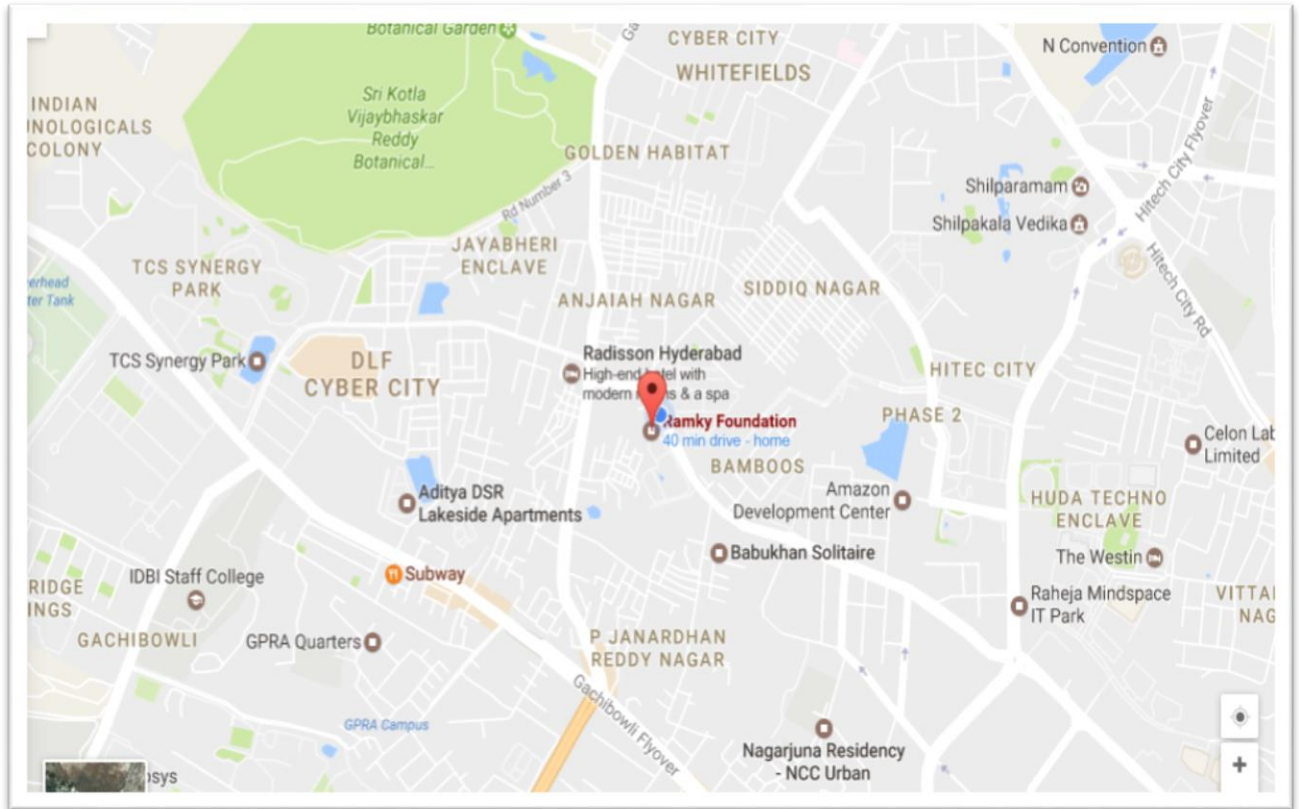 Botanical Garden
CYBER CITY
WHITEFIELDS
N Convention
INDIAN
NOLOGICALS
COLONY
Sri Kotla
Vijaybhaskar
Reddy
Botanical...
GOLDEN HABITAT
Rd Number 3
Hitech City Flyover
Shilparamam
Shilpakala Vedika
JAYABHERI
ENCLAVE
TCS SYNERGY
PARK
erhead
ter Tank
ANJAIAH NAGAR
SIDDIQ NAGAR
Hitech City Rd
TCS Synergy Park
DLF
CYBER CITY
Radisson Hyderabad
High-end hotel with
modern & a spa
HITEC CITY
Ramky Foundation
40 min drive - home
PHASE 2
BAMBOOS
Celon Lab
Limited
Aditya DSR
Lakeside Apartments
Amazon
Development Center
HUDA TECHNO
ENCLAVE
Babukhan Solitaire
The Westin
Subway
IDBI Staff College
RIDGE
INGS
Raheja Mindspace
IT Park
VITTAL
NAG
GACHIBOWLI
GPRA Quarters
P JANARDHAN
REDDY NAGAR
Gachibowli Flyover
GPRA Campus
Nagarjuna Residency
- NCC Urban
osys
+